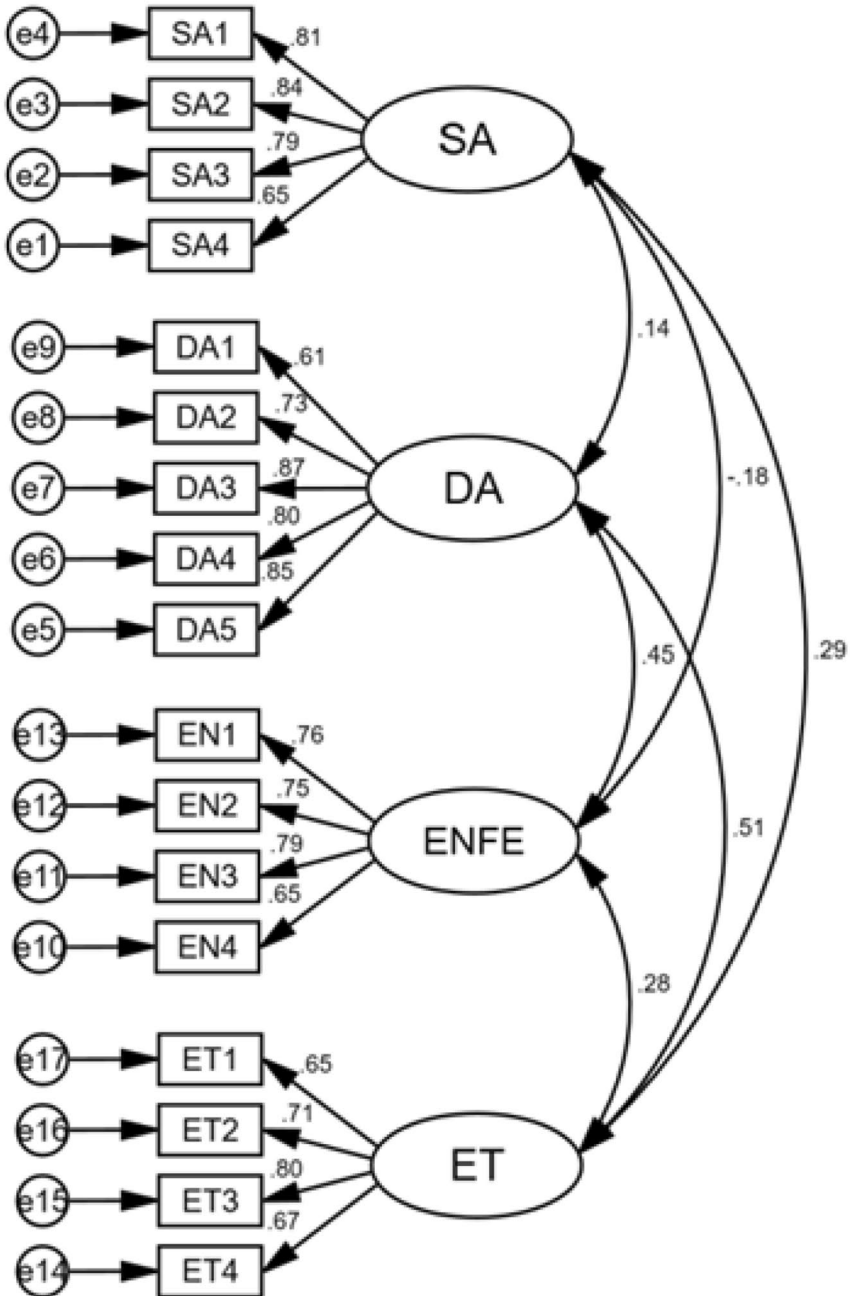 e4 SA1 .81
e3 SA2 .84
SA
e2 SA3 .79
.65
e1 SA4
.14
e9 DA1 .61
e8 DA2 .73
-.18
e7 DA3 .87
DA
e6 DA4 .80
.85
e5 DA5
.45
.29
e13 EN1 .76
e12 EN2 .75
.51
ENFE
e11 EN3 .79
.65
e10 EN4
.28
e17 ET1 .65
e16 ET2 .71
ET
e15 ET3 .80
.67
e14 ET4